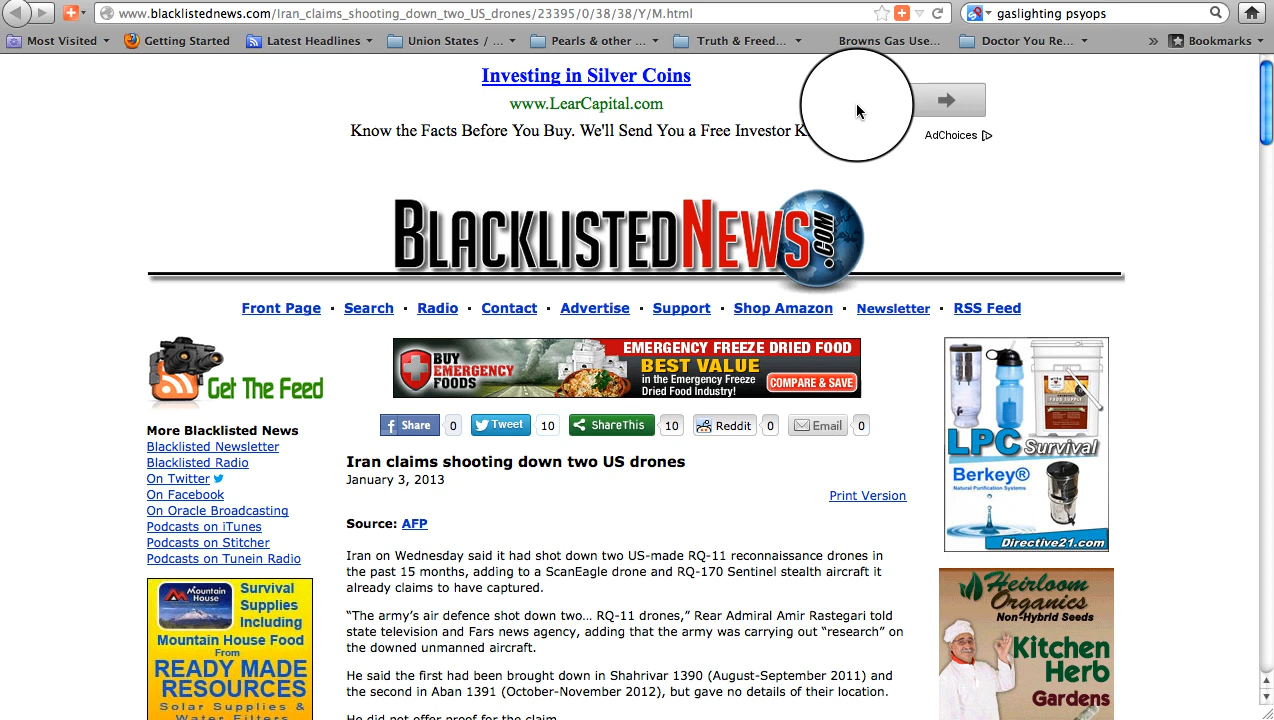 www.blacklistednews.com/Iran_claims_shooting_down_two_US_drones/23395/0/38/38/Y/M.html
gaslighting psyops
Most Visited
Getting Started
Latest Headlines
Union States / ...
Pearls & other ...
Truth & Freed...
Browns Gas Use...
Doctor You Re...
»
Bookmarks
Investing in Silver Coins
www.LearCapital.com
Know the Facts Before You Buy. We'll Send You a Free Investor K
AdChoices
BLACKLISTEDNEWS.COM
Front Page · Search · Radio · Contact · Advertise · Support · Shop Amazon · Newsletter · RSS Feed
Get The Feed
BUY EMERGENCY FOODS
EMERGENCY FREEZE DRIED FOOD
BEST VALUE
in the Emergency Freeze
Dried Food Industry!
COMPARE & SAVE
Share 0
Tweet 10
ShareThis 10
Reddit 0
Email 0
More Blacklisted News
Blacklisted Newsletter
Blacklisted Radio
On Twitter
On Facebook
On Oracle Broadcasting
Podcasts on iTunes
Podcasts on Stitcher
Podcasts on Tunein Radio
Mountain House
Survival
Supplies
Including
Mountain House Food
From
READY MADE
RESOURCES
Solar Supplies &
Water Filters
Iran claims shooting down two US drones
January 3, 2013
Print Version
Source: AFP
Iran on Wednesday said it had shot down two US-made RQ-11 reconnaissance drones in
the past 15 months, adding to a ScanEagle drone and RQ-170 Sentinel stealth aircraft it
already claims to have captured.
“The army’s air defence shot down two… RQ-11 drones,” Rear Admiral Amir Rastegari told
state television and Fars news agency, adding that the army was carrying out “research” on
the downed unmanned aircraft.
He said the first had been brought down in Shahrivar 1390 (August-September 2011) and
the second in Aban 1391 (October-November 2012), but gave no details of their location.
He did not offer proof for the claim.
LPC Survival
Berkey®
Natural Purification Systems
Directive21.com
Heirloom
Organics
Non-Hybrid Seeds
Kitchen
Herb
Gardens